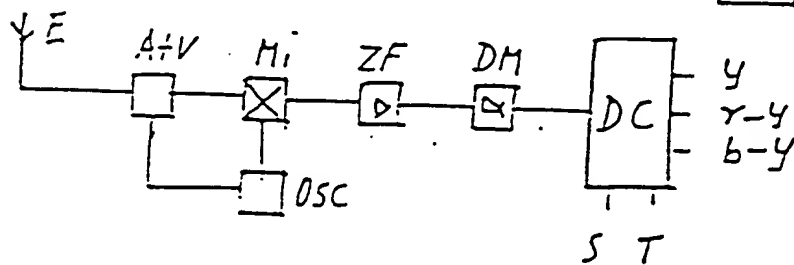 E
A+V Mi ZF DM
DC
y
r-y
b-y
OSC
S T